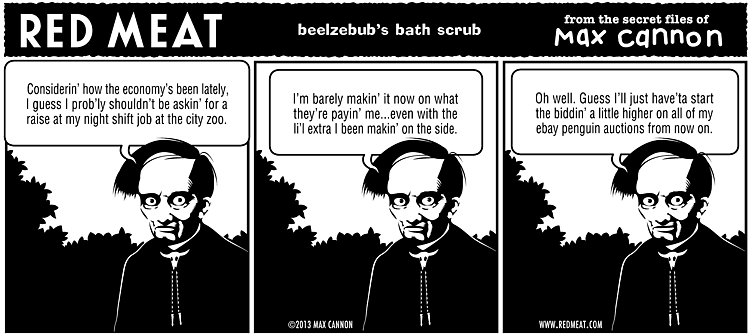 RED MEAT
beelzebub's bath scrub
from the secret files of
Max Cannon
Considerin' how the economy's been lately,
I guess I prob'ly shouldn't be askin' for a
raise at my night shift job at the city zoo.
I'm barely makin' it now on what
they're payin' me...even with the
li'l extra I been makin' on the side.
©2013 MAX CANNON
Oh well. Guess I'll just have'ta start
the biddin' a little higher on all of my
ebay penguin auctions from now on.
WWW.REDMEAT.COM